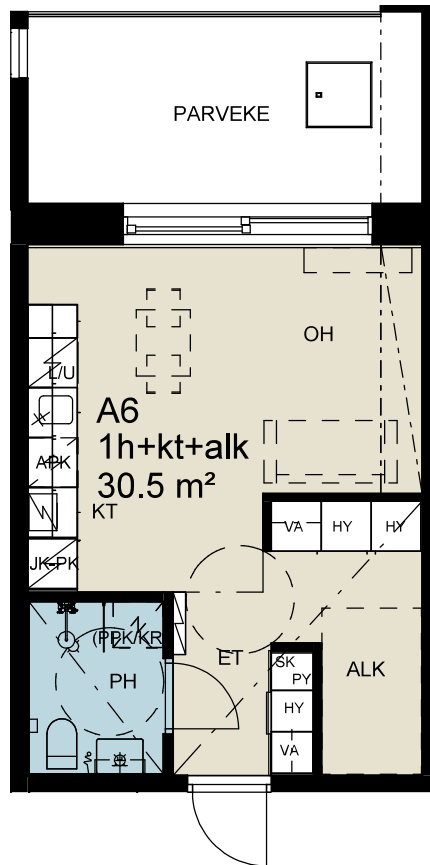 PARVEKE
OH
L/U
A6
1h+kt+alk
30.5 m²
APK
KT
VA
HY
HY
JK-PK
(PPK/KR)
ET
PH
SK
PY
ALK
HY
VA